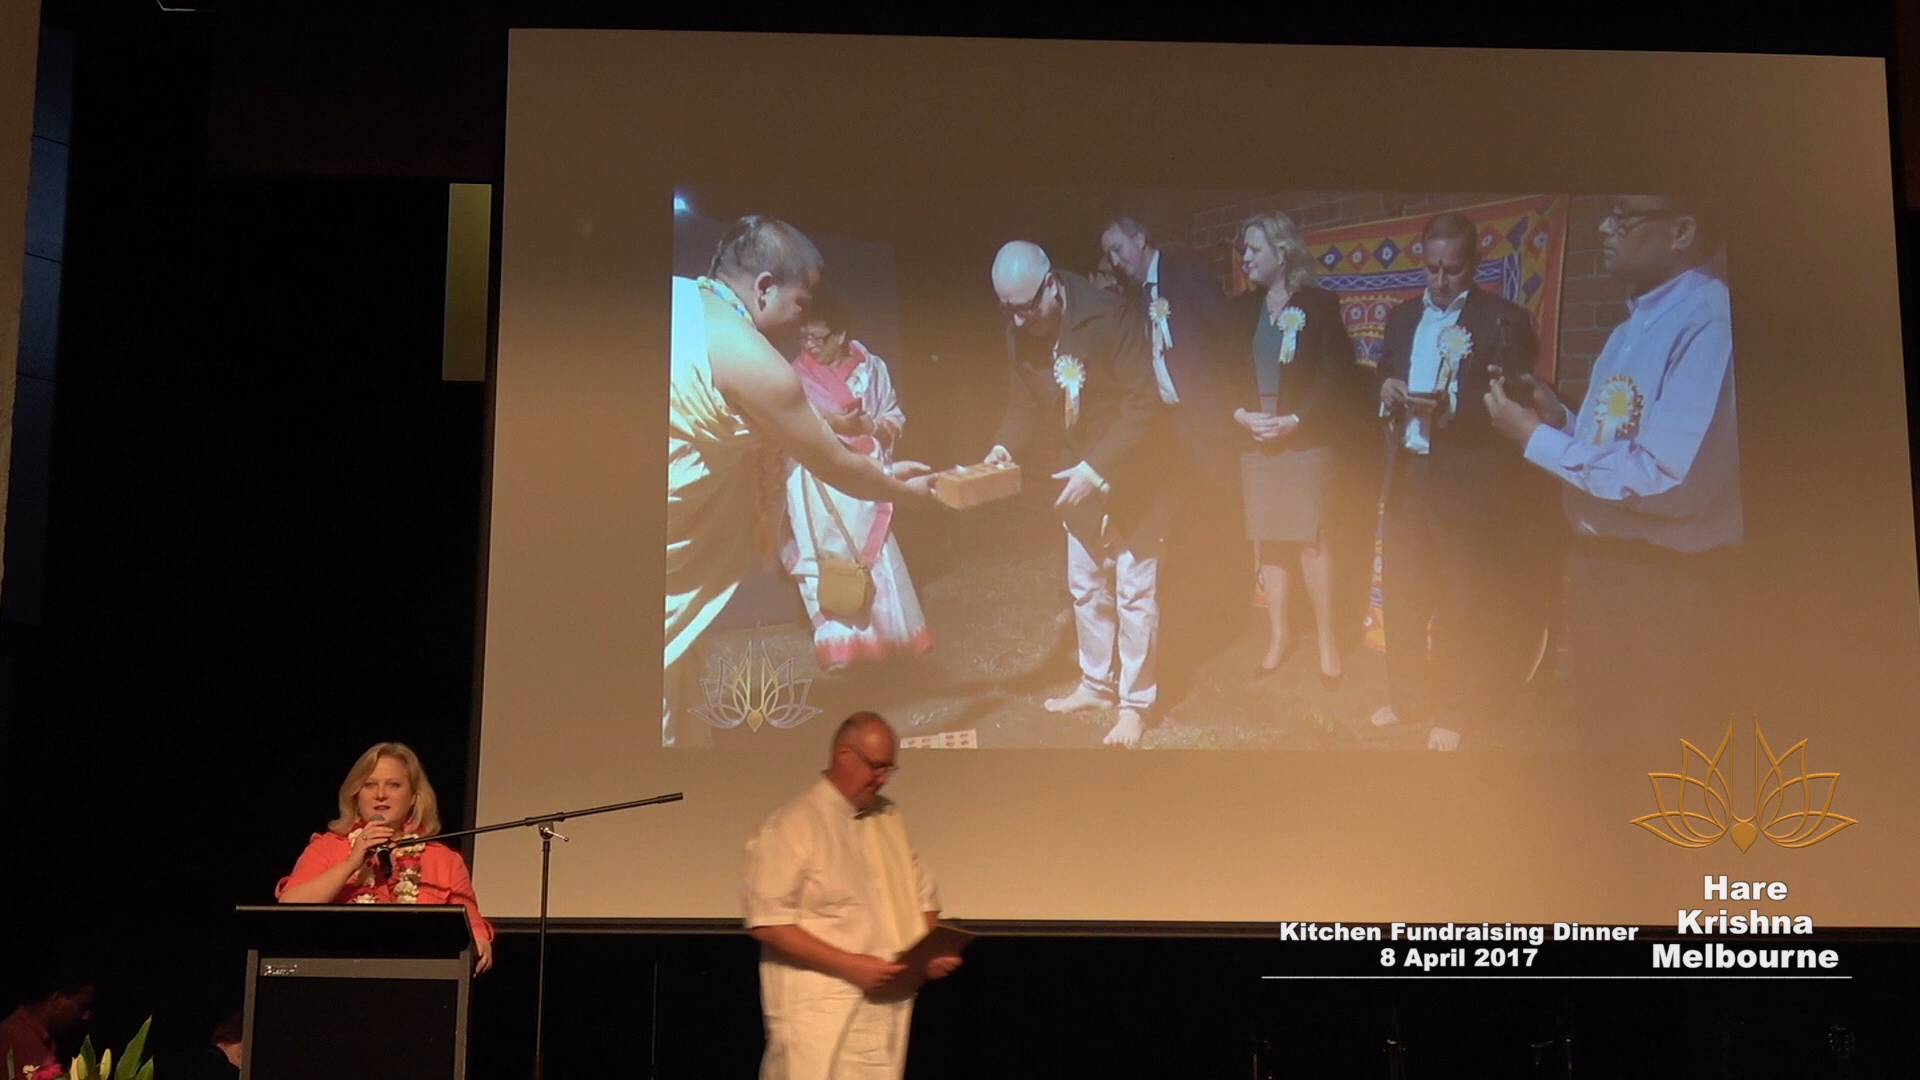 Kitchen Fundraising Dinner
8 April 2017
Hare
Krishna
Melbourne